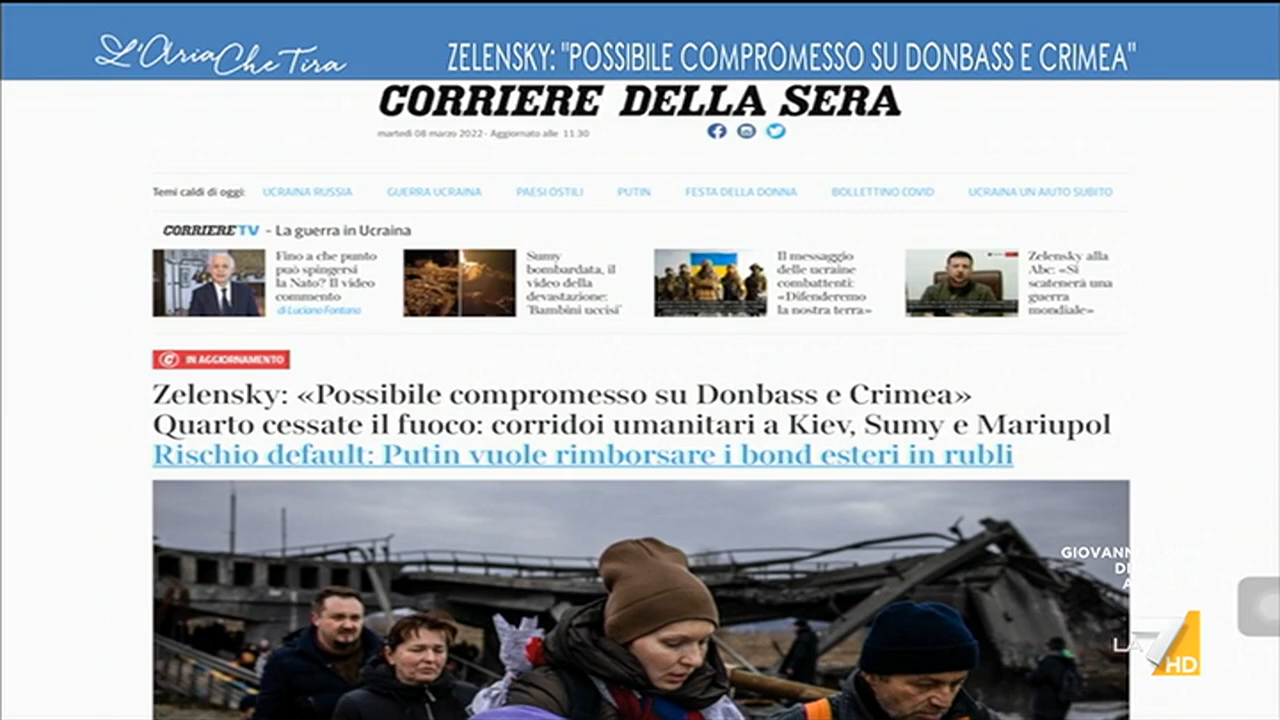 L'Aria Che Tira
ZELENSKY: "POSSIBILE COMPROMESSO SU DONBASS E CRIMEA"
CORRIERE DELLA SERA
martedì 08 marzo 2022 - Aggiornato alle 11:30
Temi caldi di oggi: UCRAINA RUSSIA GUERRA UCRAINA PAESI OSTILI PUTIN FESTA DELLA DONNA BOLLETTINO COVID UCRAINA UN AIUTO SUBITO
CORRIERE TV - La guerra in Ucraina
Fino a che punto
può spingersi
la Nato? Il video
commento
di Luciano Fontana
Sumy
bombardata, il
video della
devastazione:
"Bambini uccisi"
Il messaggio
delle ucraine
combattenti:
«Difenderemo
la nostra terra»
Zelensky alla
Abc: «Si
scatenerà una
guerra
mondiale»
IN AGGIORNAMENTO
Zelensky: «Possibile compromesso su Donbass e Crimea»
Quarto cessate il fuoco: corridoi umanitari a Kiev, Sumy e Mariupol
Rischio default: Putin vuole rimborsare i bond esteri in rubli
LA 7 HD